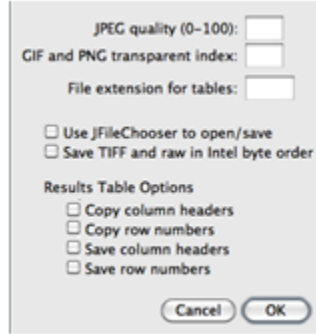 JPEG quality (0-100):
GIF and PNG transparent index:
File extension for tables:
Use JFileChooser to open/save
Save TIFF and raw in Intel byte order
Results Table Options
Copy column headers
Copy row numbers
Save column headers
Save row numbers
Cancel OK